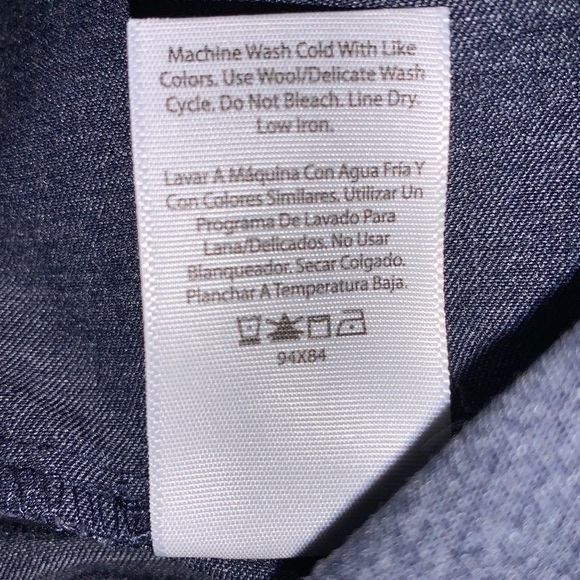 Machine Wash Cold With Like
Colors. Use Wool/Delicate Wash
Cycle. Do Not Bleach. Line Dry.
Low Iron.
Lavar A Máquina Con Agua Fría Y
Con Colores Similares. Utilizar Un
Programa De Lavado Para
Lana/Delicados. No Usar
Blanqueador. Secar Colgado.
Planchar A Temperatura Baja.
94X84